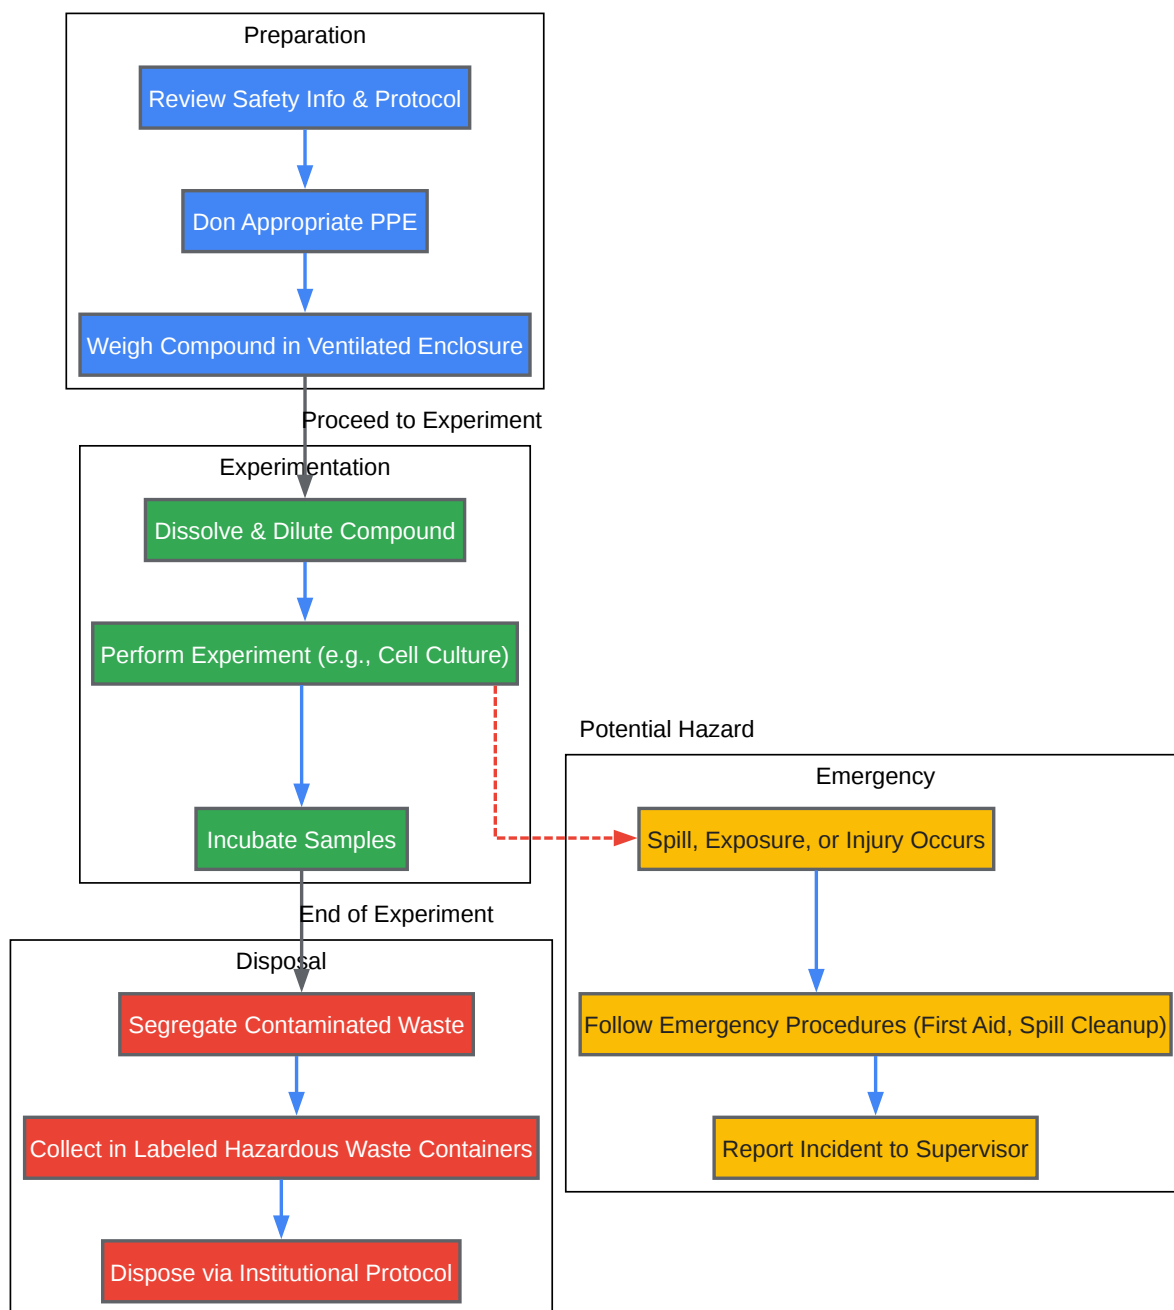 Preparation
Review Safety Info & Protocol
Don Appropriate PPE
Weigh Compound in Ventilated Enclosure
Proceed to Experiment
Experimentation
Dissolve & Dilute Compound
Perform Experiment (e.g., Cell Culture)
Incubate Samples
End of Experiment
Potential Hazard
Emergency
Spill, Exposure, or Injury Occurs
Follow Emergency Procedures (First Aid, Spill Cleanup)
Report Incident to Supervisor
Disposal
Segregate Contaminated Waste
Collect in Labeled Hazardous Waste Containers
Dispose via Institutional Protocol